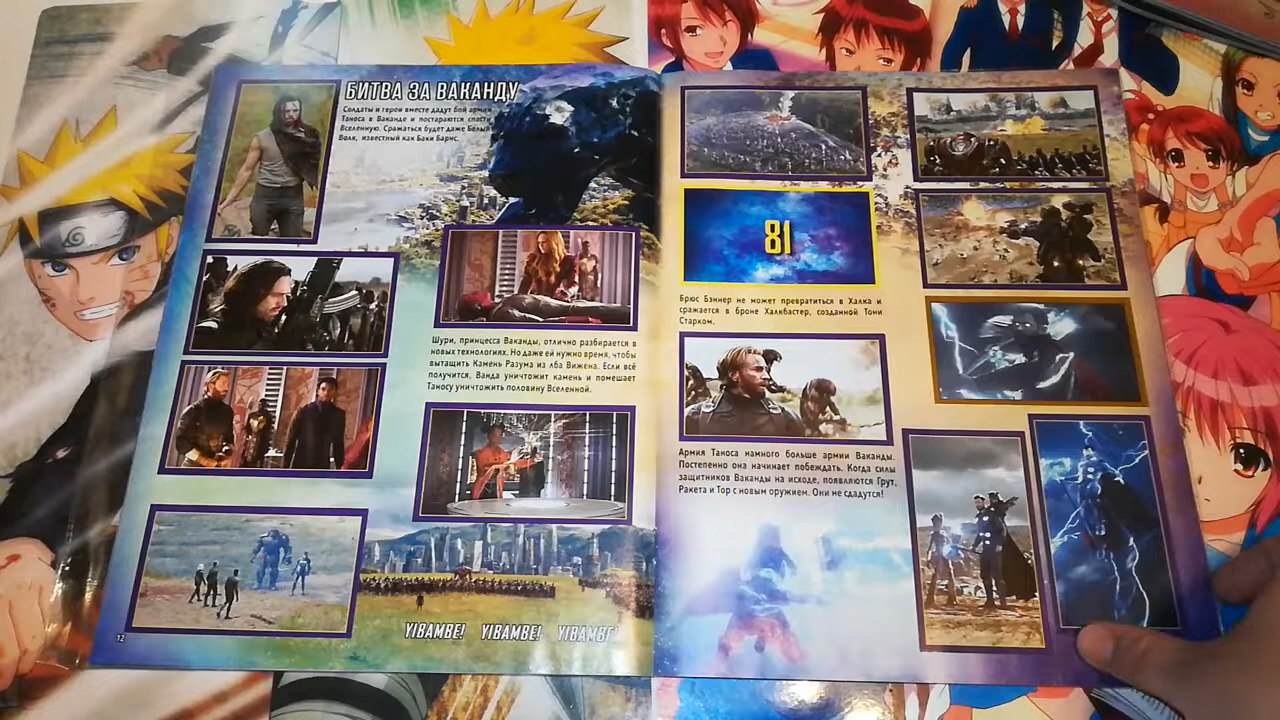 БИТВА ЗА ВАКАНДУ
Солдаты и герои вместе дадут бой армии
Таноса в Ваканде и постараются спасти
Вселенную. Сражаться будет даже Белый
Волк, известный как Баки Барнс.
Шури, принцесса Ваканды, отлично разбирается в
новых технологиях. Но даже ей нужно время, чтобы
вытащить Камень Разума из лба Вижена. Если всё
получится, Ванда уничтожит камень и помешает
Таносу уничтожить половину Вселенной.
YIBAMBE! YIBAMBE! YIBAMBE!
12
81
Брюс Бэннер не может превратиться в Халка и
сражается в броне Халкбастер, созданной Тони
Старком.
Армия Таноса намного больше армии Ваканды.
Постепенно она начинает побеждать. Когда силы
защитников Ваканды на исходе, появляются Грут,
Ракета и Тор с новым оружием. Они не сдадутся!